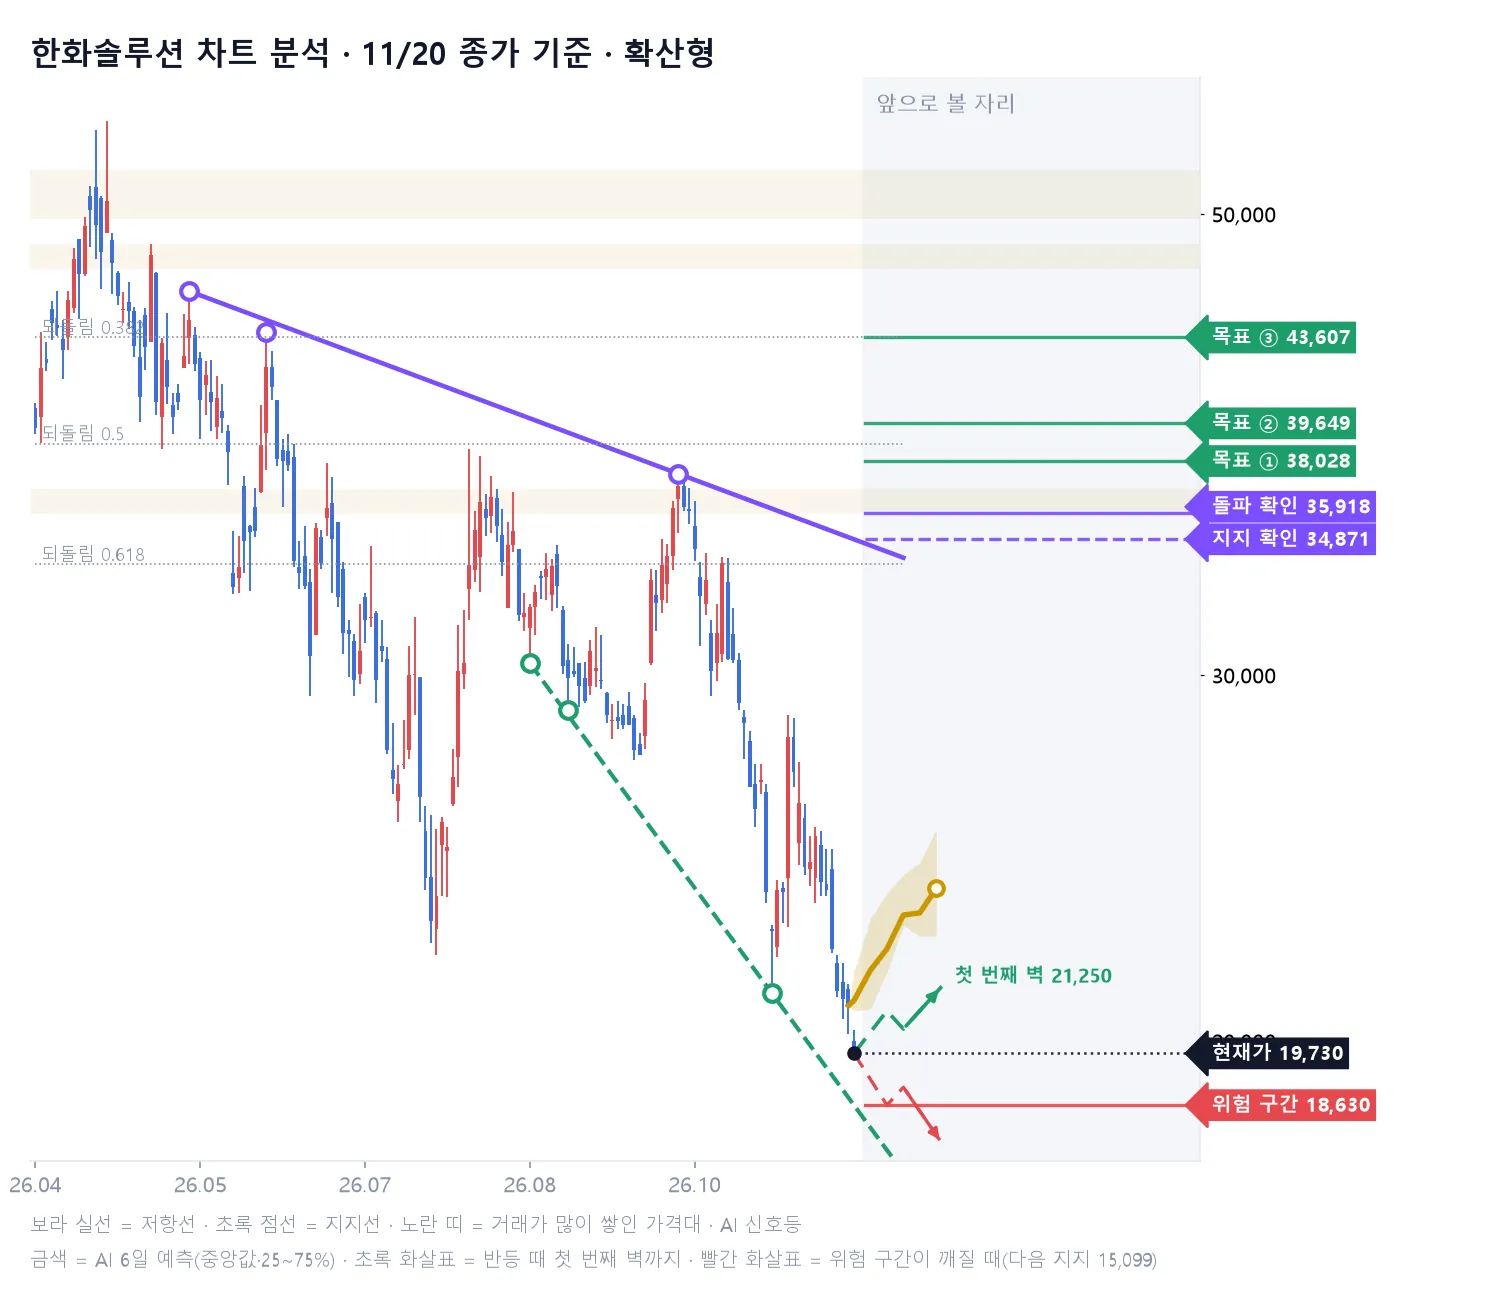 한화솔루션 차트 분석 · 11/20 종가 기준 · 확산형
앞으로 볼 자리
50,000
되돌림 0.382
목표 ③ 43,607
목표 ② 39,649
되돌림 0.5
목표 ① 38,028
돌파 확인 35,918
지지 확인 34,871
되돌림 0.618
30,000
첫 번째 벽 21,250
현재가 19,730
위험 구간 18,630
26.04
26.05
26.07
26.08
26.10
보라 실선 = 저항선 · 초록 점선 = 지지선 · 노란 띠 = 거래가 많이 쌓인 가격대 · AI 신호등
금색 = AI 6일 예측(중앙값·25~75%) · 초록 화살표 = 반등 때 첫 번째 벽까지 · 빨간 화살표 = 위험 구간이 깨질 때(다음 지지 15,099)